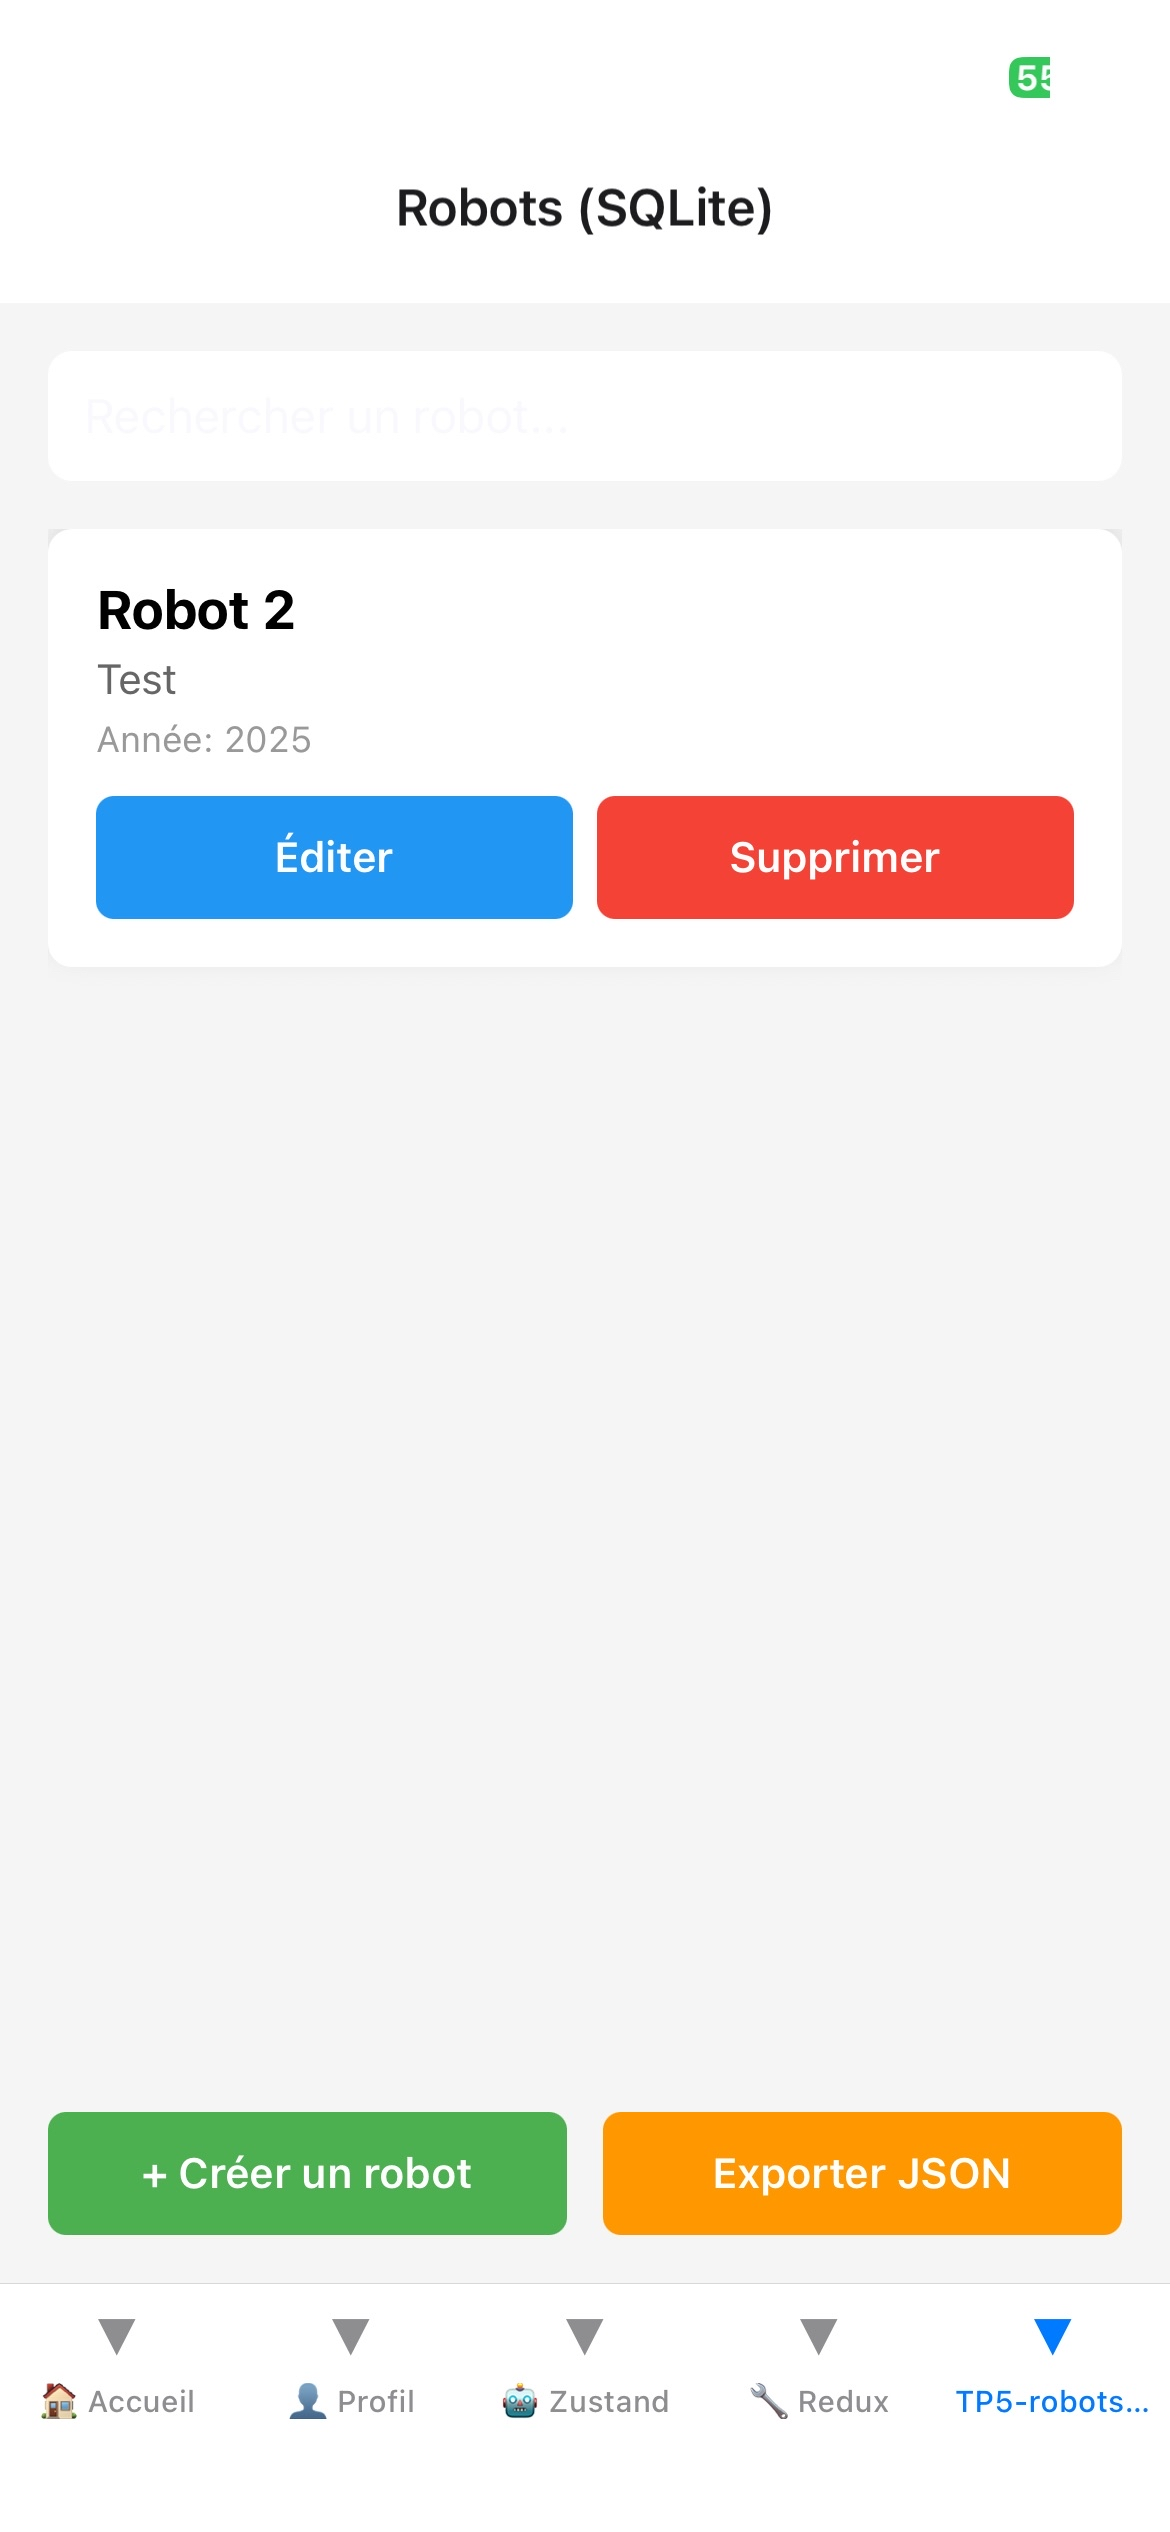 55
Robots (SQLite)
Rechercher un robot...
Robot 2
Test
Année: 2025
Éditer
Supprimer
+ Créer un robot
Exporter JSON
Accueil
Profil
Zustand
Redux
TP5-robots...